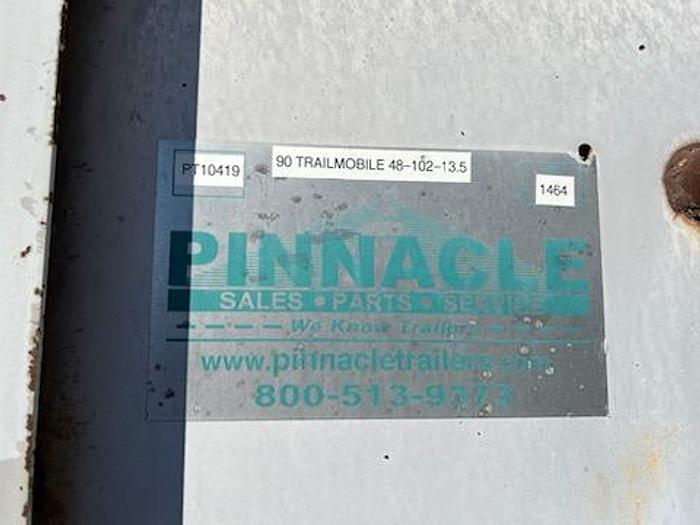 PT10419 90 TRAILMOBILE 48-102-13.5 1464
PINNACLE
SALES • PARTS • SERVICE
We Know Trailers
www.pinnacletrailers.com
800-513-9373